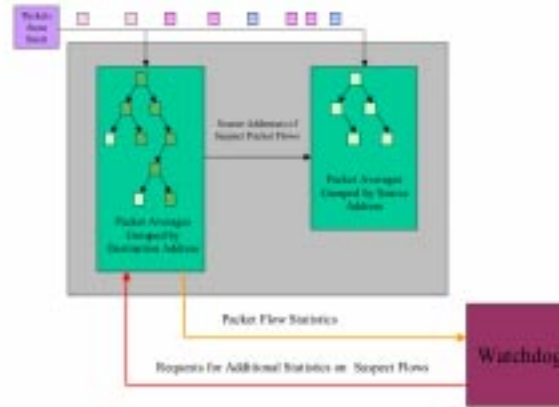 Packets
from
Source Addresses of
Suspect Packet Flows
Packet Averages
Grouped by Source
Address
Packet Averages
Grouped by
Destination Address
Packet Flow Statistics
Watchdog
Requests for Additional Statistics on Suspect Flows